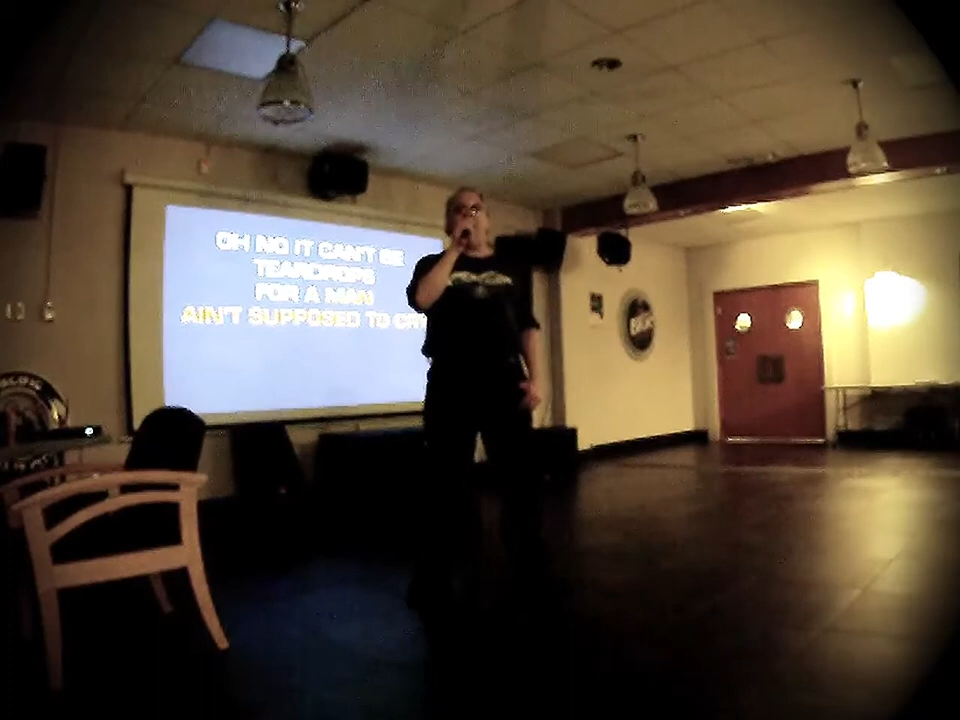 OH NO IT CAN'T BE
TEARDROPS
FOR A MAN
AIN'T SUPPOSED TO CRY